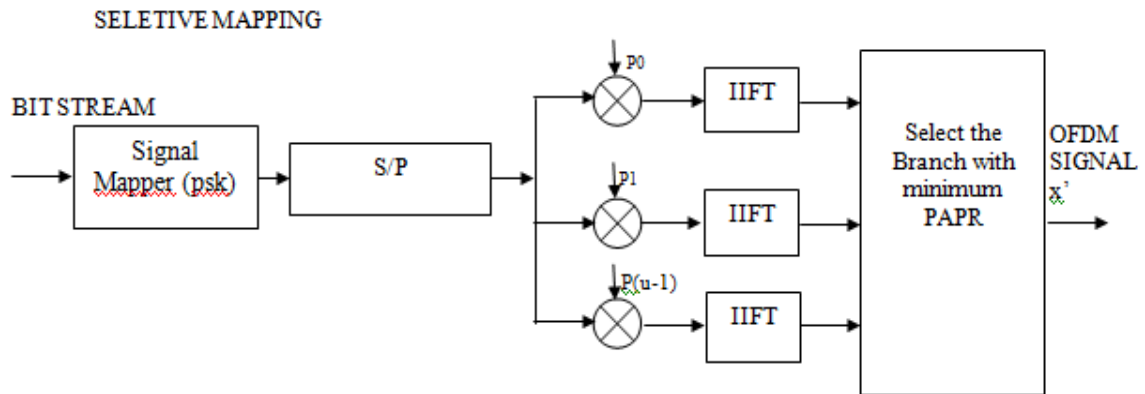 SELETIVE MAPPING
BIT STREAM
Signal
Mapper (psk)
S/P
P0
IIFT
P1
IIFT
P(u-1)
IIFT
Select the
Branch with
minimum
PAPR
OFDM
SIGNAL
x’